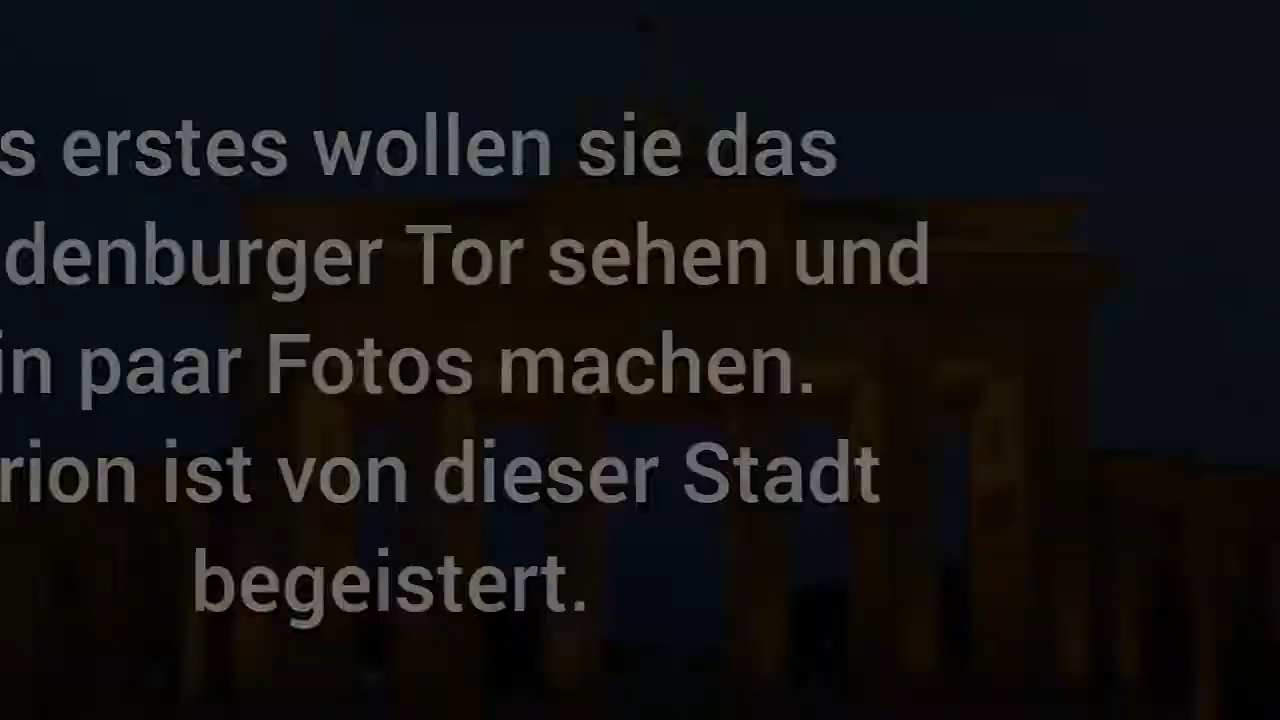 s erstes wollen sie das
denburger Tor sehen und
in paar Fotos machen.
rion ist von dieser Stadt
begeistert.